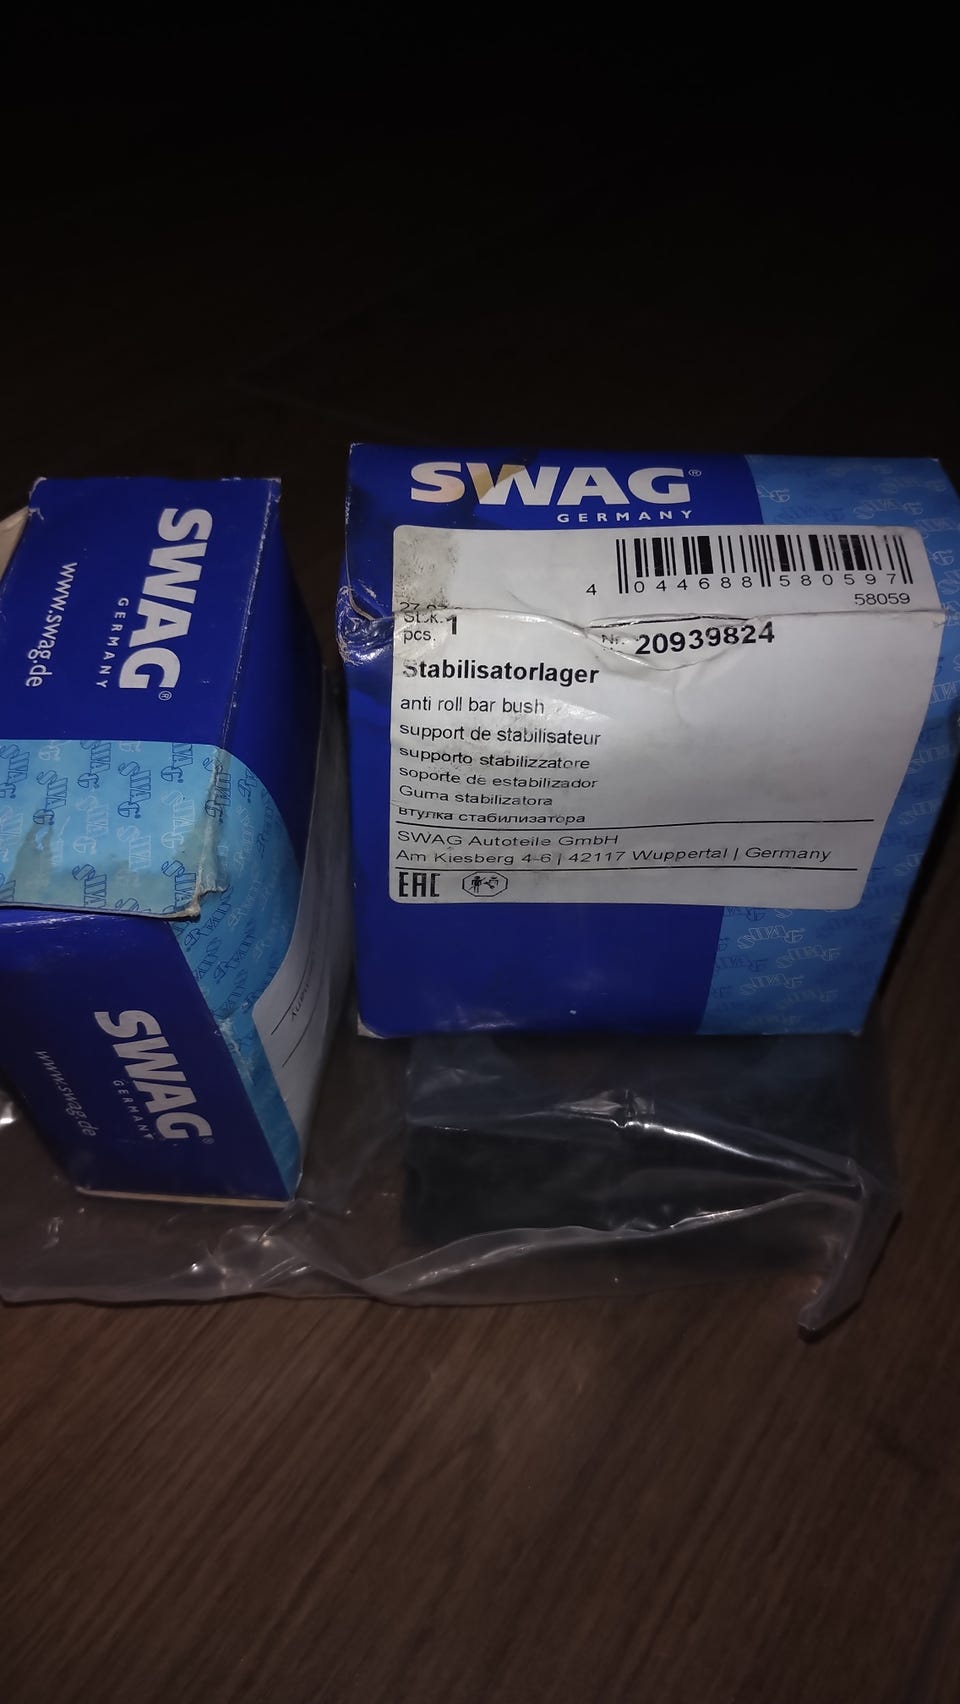 SWAG®
GERMANY
www.swag.de
SWAG®
GERMANY
www.swag.de
SWAG®
GERMANY
4 044688 580597
58059
Stck. 1
pcs.
Nr. 20939824
Stabilisatorlager
anti roll bar bush
support de stabilisateur
supporto stabilizzatore
soporte de estabilizador
Guma stabilizatora
втулка стабилизатора
SWAG Autoteile GmbH
Am Kiesberg 4-6 | 42117 Wuppertal | Germany
EAC